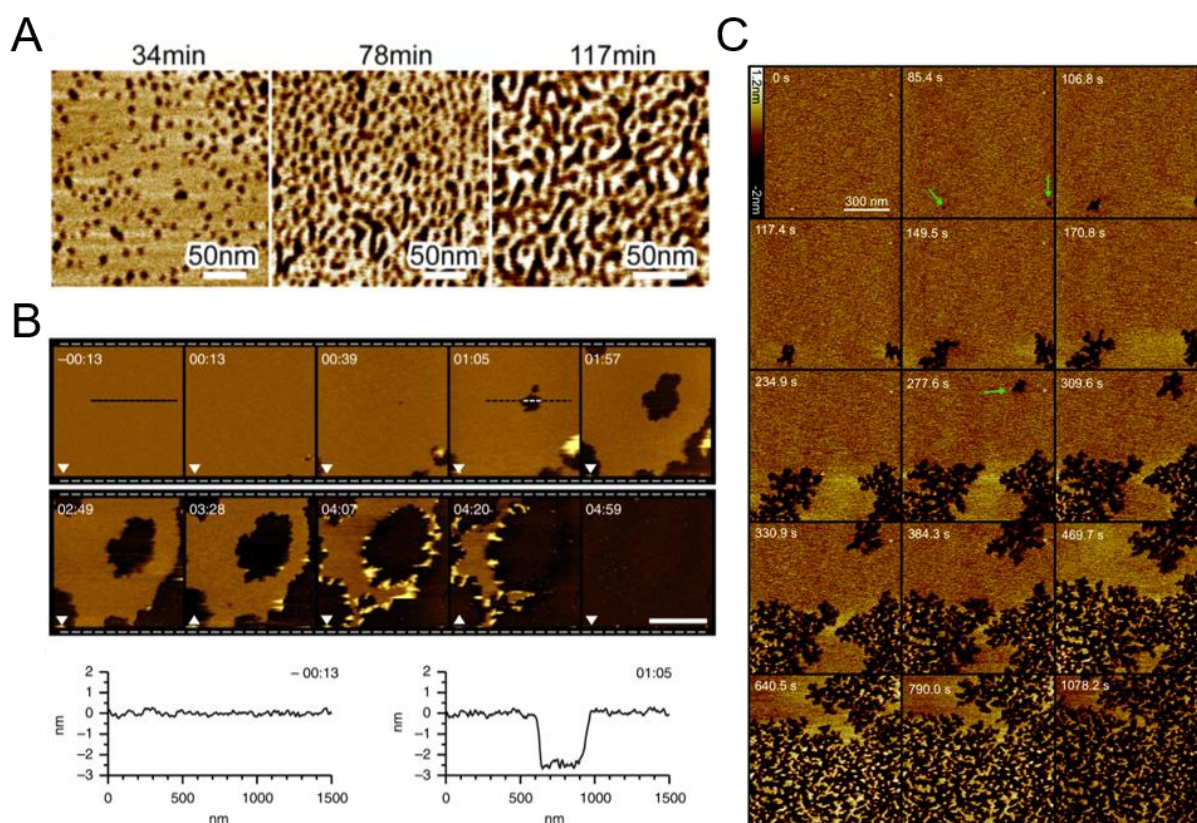 A
34min 78min 117min
50nm 50nm 50nm
B
–00:13 00:13 00:39 01:05 01:57
02:49 03:28 04:07 04:20 04:59
2 – 00:13
1
0
–1
–2
–3
nm
0 500 1000 1500
nm
2 01:05
1
0
–1
–2
–3
nm
0 500 1000 1500
nm
C
1.2nm
-2nm
0 s 85.4 s 106.8 s
300 nm
117.4 s 149.5 s 170.8 s
234.9 s 277.6 s 309.6 s
330.9 s 384.3 s 469.7 s
640.5 s 790.0 s 1078.2 s